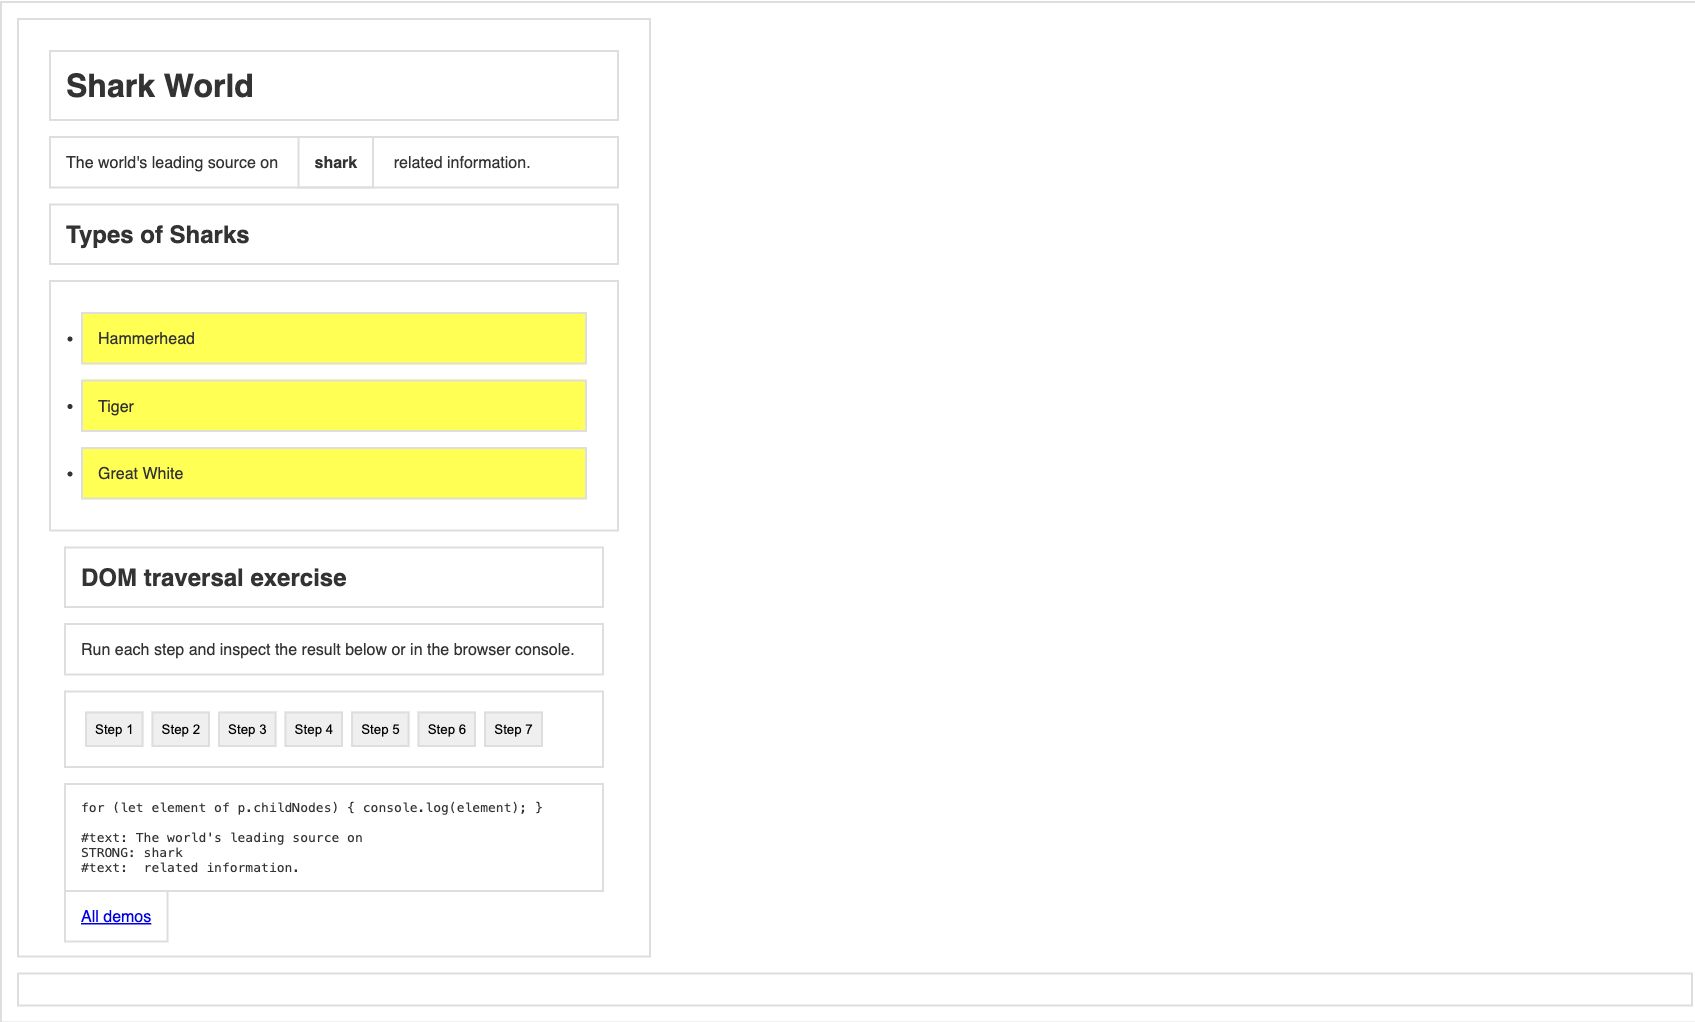 Shark World
The world's leading source on shark related information.
Types of Sharks
Hammerhead
Tiger
Great White
DOM traversal exercise
Run each step and inspect the result below or in the browser console.
Step 1 Step 2 Step 3 Step 4 Step 5 Step 6 Step 7
for (let element of p.childNodes) { console.log(element); }
#text: The world's leading source on
STRONG: shark
#text:  related information.
All demos